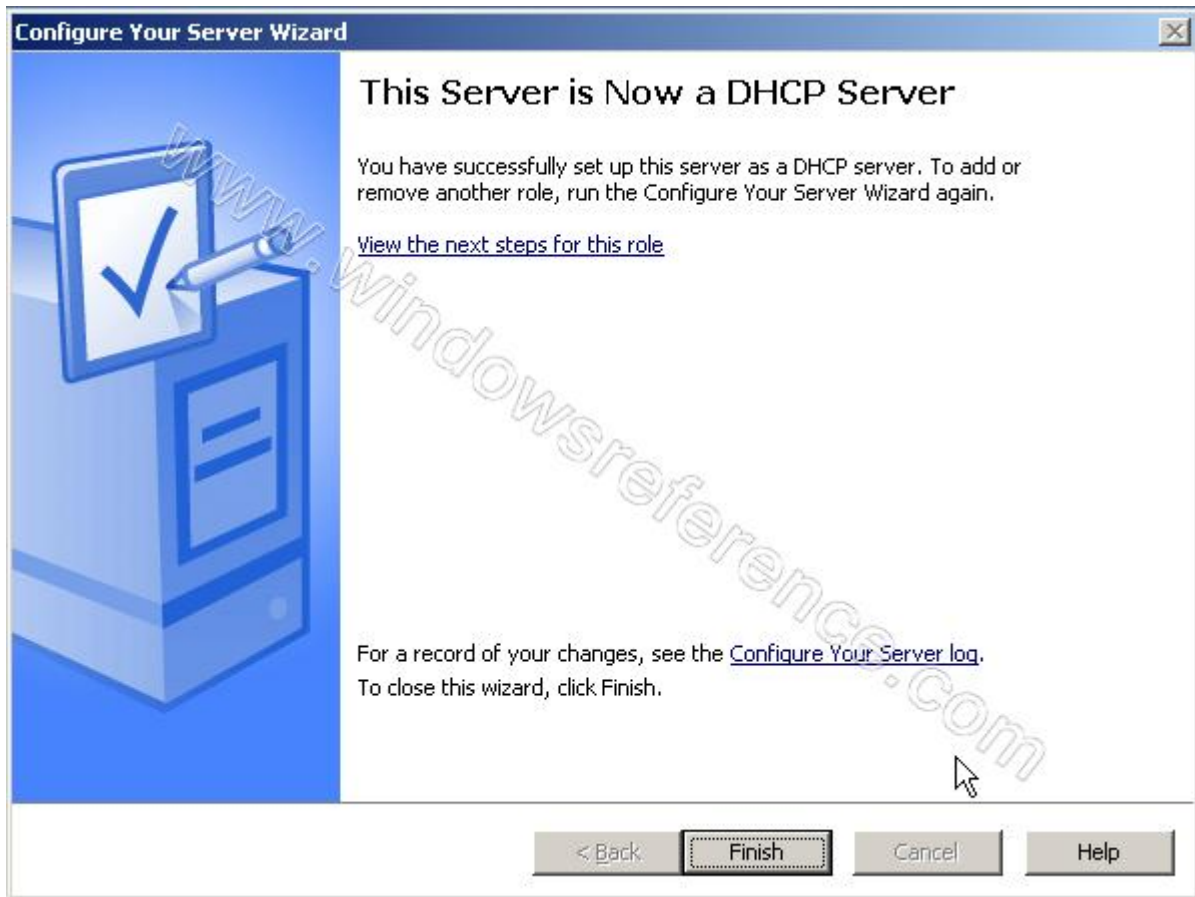 Configure Your Server Wizard
This Server is Now a DHCP Server
You have successfully set up this server as a DHCP server. To add or
remove another role, run the Configure Your Server Wizard again.
View the next steps for this role
www.windowsreference.com
For a record of your changes, see the Configure Your Server log.
To close this wizard, click Finish.
< Back
Finish
Cancel
Help